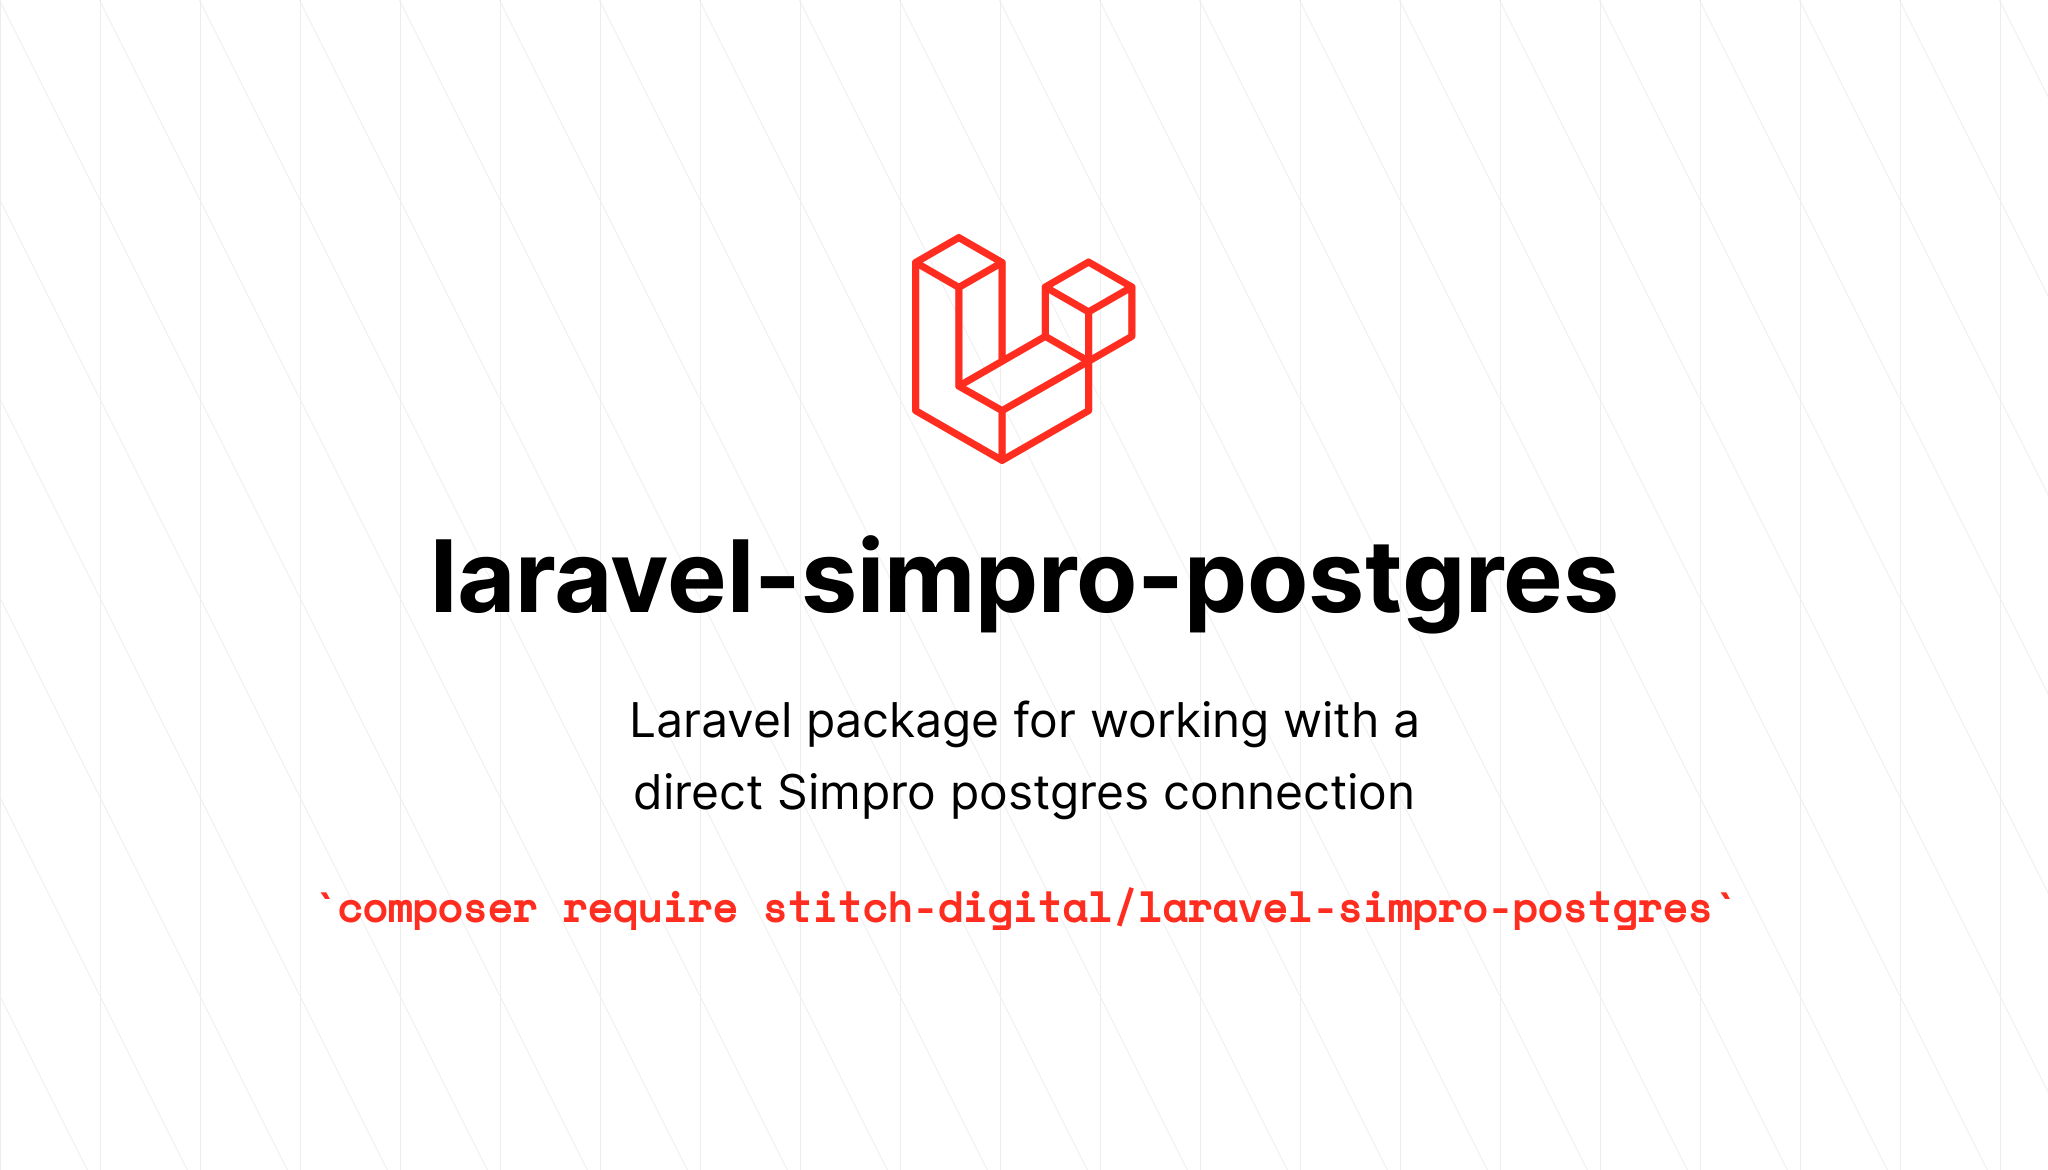 laravel-simpro-postgres
Laravel package for working with a
direct Simpro postgres connection
`composer require stitch-digital/laravel-simpro-postgres`